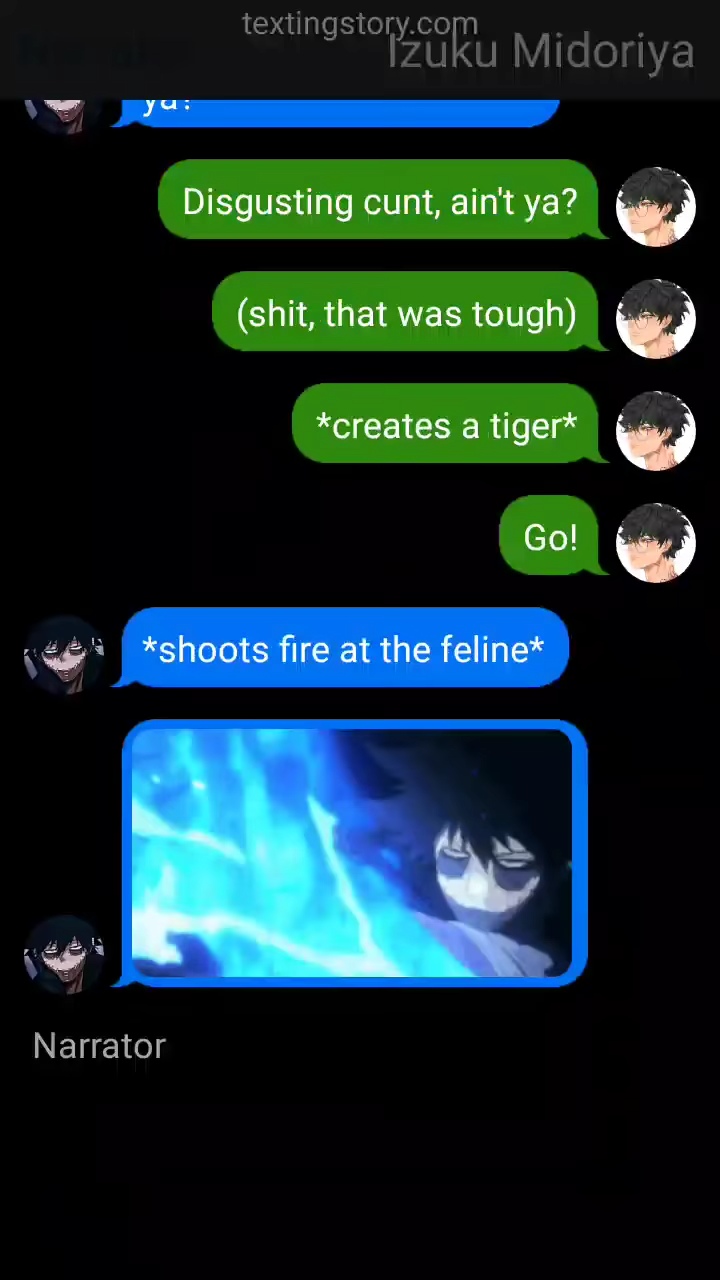 textingstory.com
Izuku Midoriya
ya?
Disgusting cunt, ain't ya?
(shit, that was tough)
*creates a tiger*
Go!
*shoots fire at the feline*
Narrator